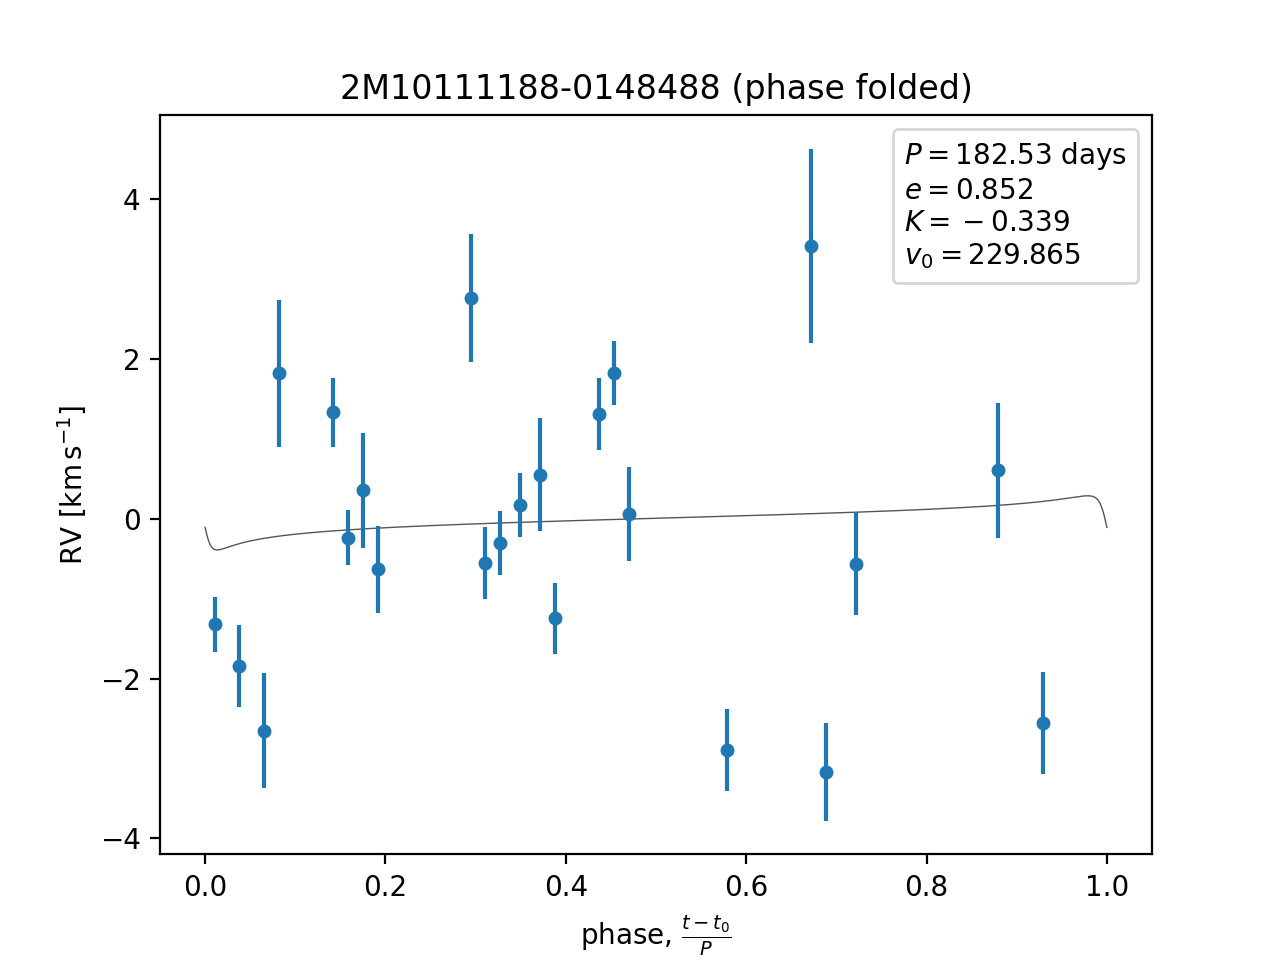 2M10111188-0148488 (phase folded)
P = 182.53 days
e = 0.852
K = −0.339
v₀ = 229.865
RV [km s⁻¹]
4
2
0
−2
−4
0.0 0.2 0.4 0.6 0.8 1.0
phase, (t − t₀)/P